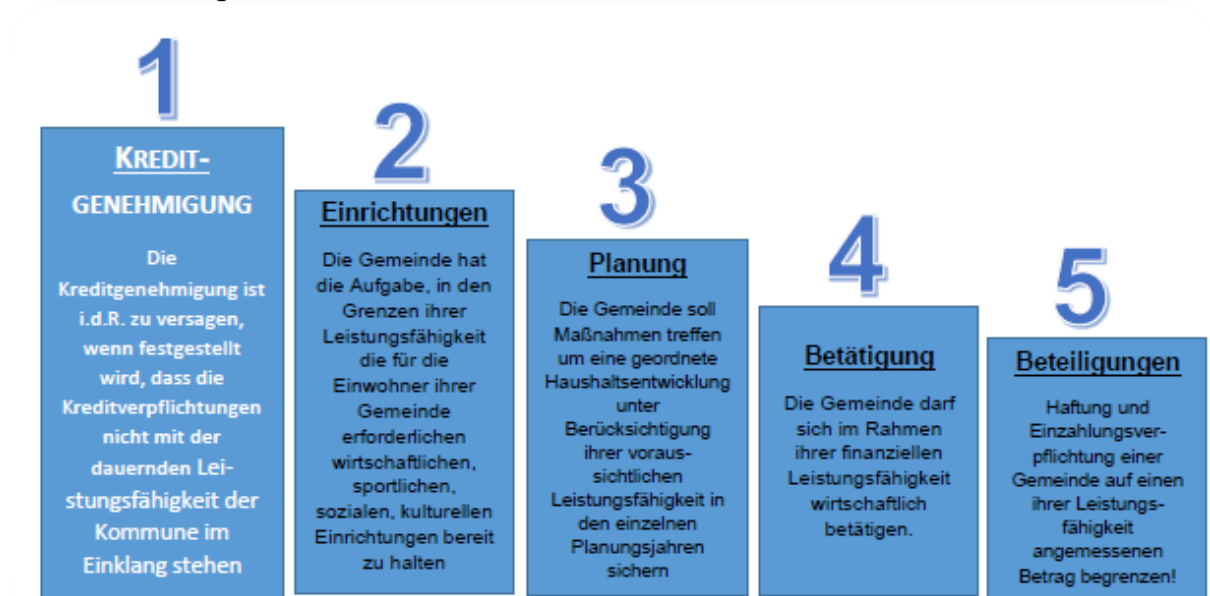 1
KREDIT-
GENEHMIGUNG
Die
Kreditgenehmigung ist
i.d.R. zu versagen,
wenn festgestellt
wird, dass die
Kreditverpflichtungen
nicht mit der
dauernden Lei-
stungsfähigkeit der
Kommune im
Einklang stehen
2
Einrichtungen
Die Gemeinde hat
die Aufgabe, in den
Grenzen ihrer
Leistungsfähigkeit
die für die
Einwohner ihrer
Gemeinde
erforderlichen
wirtschaftlichen,
sportlichen,
sozialen, kulturellen
Einrichtungen bereit
zu halten
3
Planung
Die Gemeinde soll
Maßnahmen treffen
um eine geordnete
Haushaltsentwicklung
unter
Berücksichtigung
ihrer voraus-
sichtlichen
Leistungsfähigkeit in
den einzelnen
Planungsjahren
sichern
4
Betätigung
Die Gemeinde darf
sich im Rahmen
ihrer finanziellen
Leistungsfähigkeit
wirtschaftlich
betätigen.
5
Beteiligungen
Haftung und
Einzahlungsver-
pflichtung einer
Gemeinde auf einen
ihrer Leistungs-
fähigkeit
angemessenen
Betrag begrenzen!